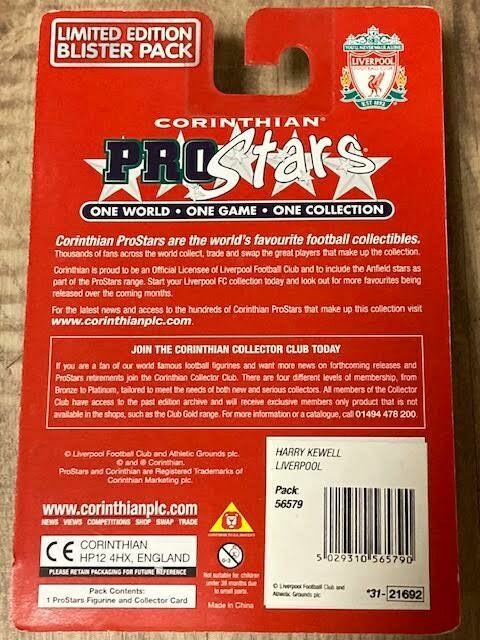 LIMITED EDITION
BLISTER PACK
YOU'LL NEVER WALK ALONE
LIVERPOOL
FOOTBALL CLUB
EST·1892
CORINTHIAN®
PROStars
ONE WORLD • ONE GAME • ONE COLLECTION
Corinthian ProStars are the world's favourite football collectibles.
Thousands of fans across the world collect, trade and swap the great players that make up the collection.
Corinthian is proud to be an Official Licensee of Liverpool Football Club and to include the Anfield stars as
part of the ProStars range. Start your Liverpool FC collection today and look out for more favourites being
released over the coming months.
For the latest news and access to the hundreds of Corinthian ProStars that make up this collection visit
www.corinthianplc.com.
JOIN THE CORINTHIAN COLLECTOR CLUB TODAY
If you are a fan of our world famous football figurines and want more news on forthcoming releases and
ProStars retirements join the Corinthian Collector Club. There are four different levels of membership, from
Bronze to Platinum, tailored to meet the needs of both new and serious collectors. All members of the Collector
Club have access to the past edition archive and will receive exclusive members only product that is not
available in the shops, such as the Club Gold range. For more information or a catalogue, call 01494 478 200.
© Liverpool Football Club and Athletic Grounds plc.
© and ® Corinthian.
ProStars and Corinthian are Registered Trademarks of
Corinthian Marketing plc.
www.corinthianplc.com
NEWS VIEWS COMPETITIONS SHOP SWAP TRADE
CE CORINTHIAN
HP12 4HX, ENGLAND
PLEASE RETAIN PACKAGING FOR FUTURE REFERENCE
Pack Contents:
1 ProStars Figurine and Collector Card
0-3
Not suitable for children
under 36 months due
to small parts.
Made in China
HARRY KEWELL
LIVERPOOL
Pack
56579
5 029310 565790
© Liverpool Football Club and
Athletic Grounds plc.
*31- 21692